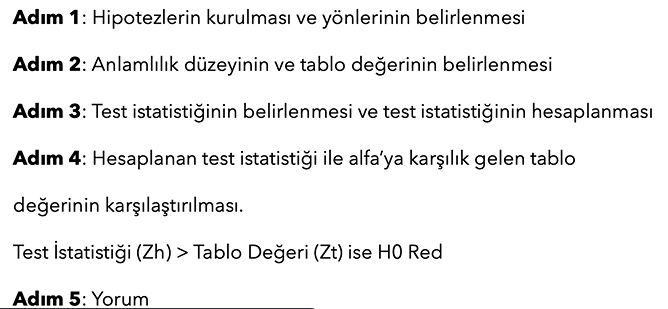 Adım 1: Hipotezlerin kurulması ve yönlerinin belirlenmesi
Adım 2: Anlamlılık düzeyinin ve tablo değerinin belirlenmesi
Adım 3: Test istatistiğinin belirlenmesi ve test istatistiğinin hesaplanması
Adım 4: Hesaplanan test istatistiği ile alfa’ya karşılık gelen tablo
değerinin karşılaştırılması.
Test İstatistiği (Zh) > Tablo Değeri (Zt) ise H0 Red
Adım 5: Yorum